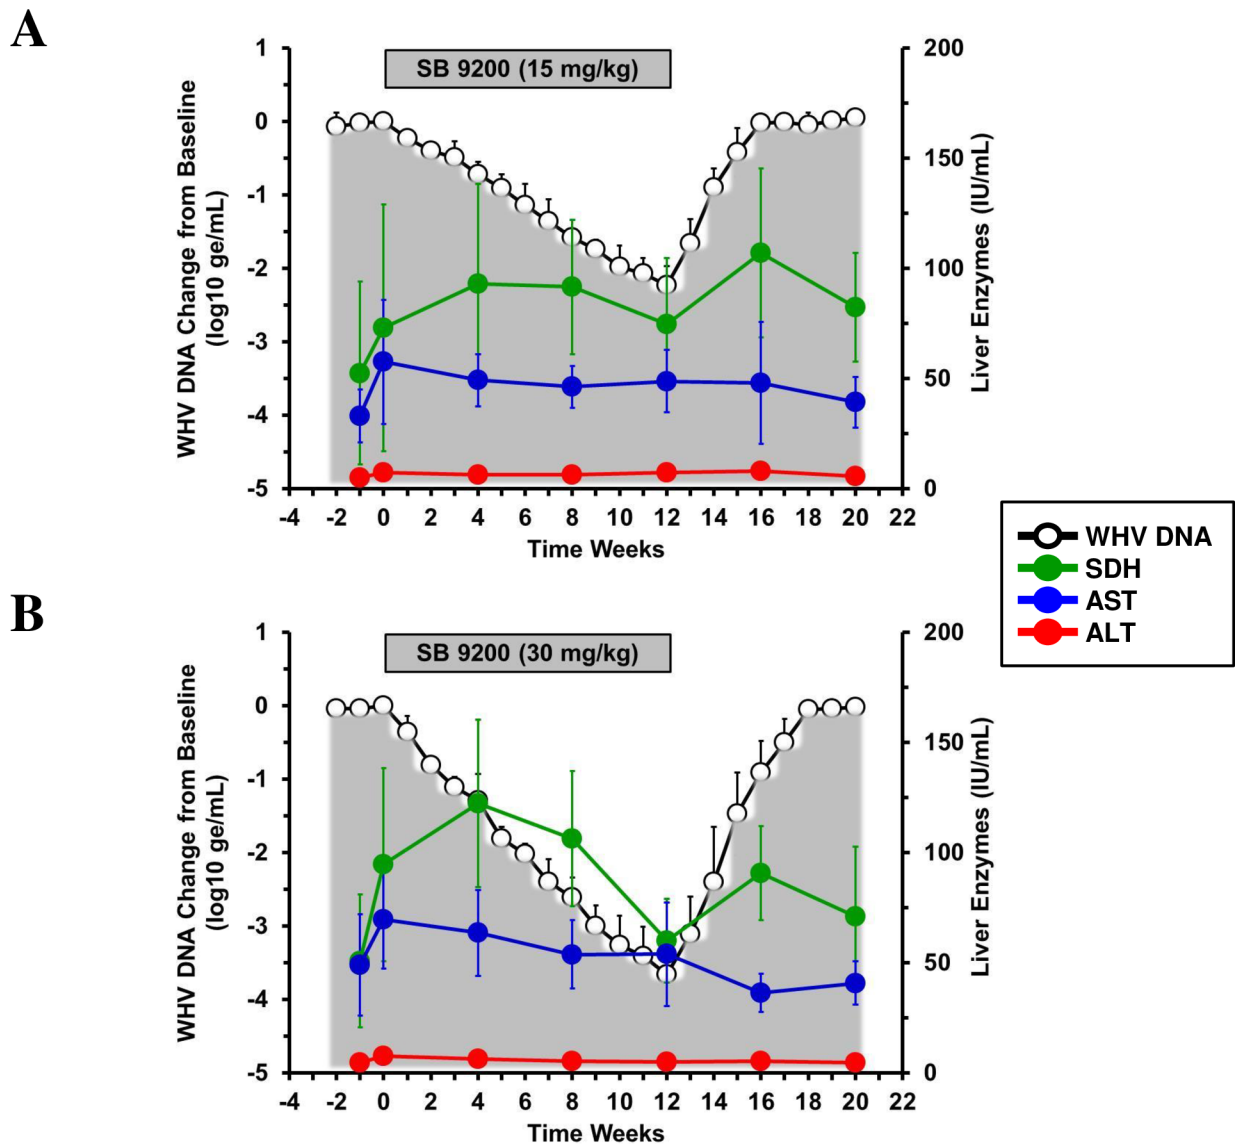 A
SB 9200 (15 mg/kg)
WHV DNA Change from Baseline
(log10 ge/mL)
1
0
-1
-2
-3
-4
-5
200
150
100
50
0
Liver Enzymes (IU/mL)
-4 -2 0 2 4 6 8 10 12 14 16 18 20 22
Time Weeks
WHV DNA
SDH
AST
ALT
B
SB 9200 (30 mg/kg)
WHV DNA Change from Baseline
(log10 ge/mL)
1
0
-1
-2
-3
-4
-5
200
150
100
50
0
Liver Enzymes (IU/mL)
-4 -2 0 2 4 6 8 10 12 14 16 18 20 22
Time Weeks